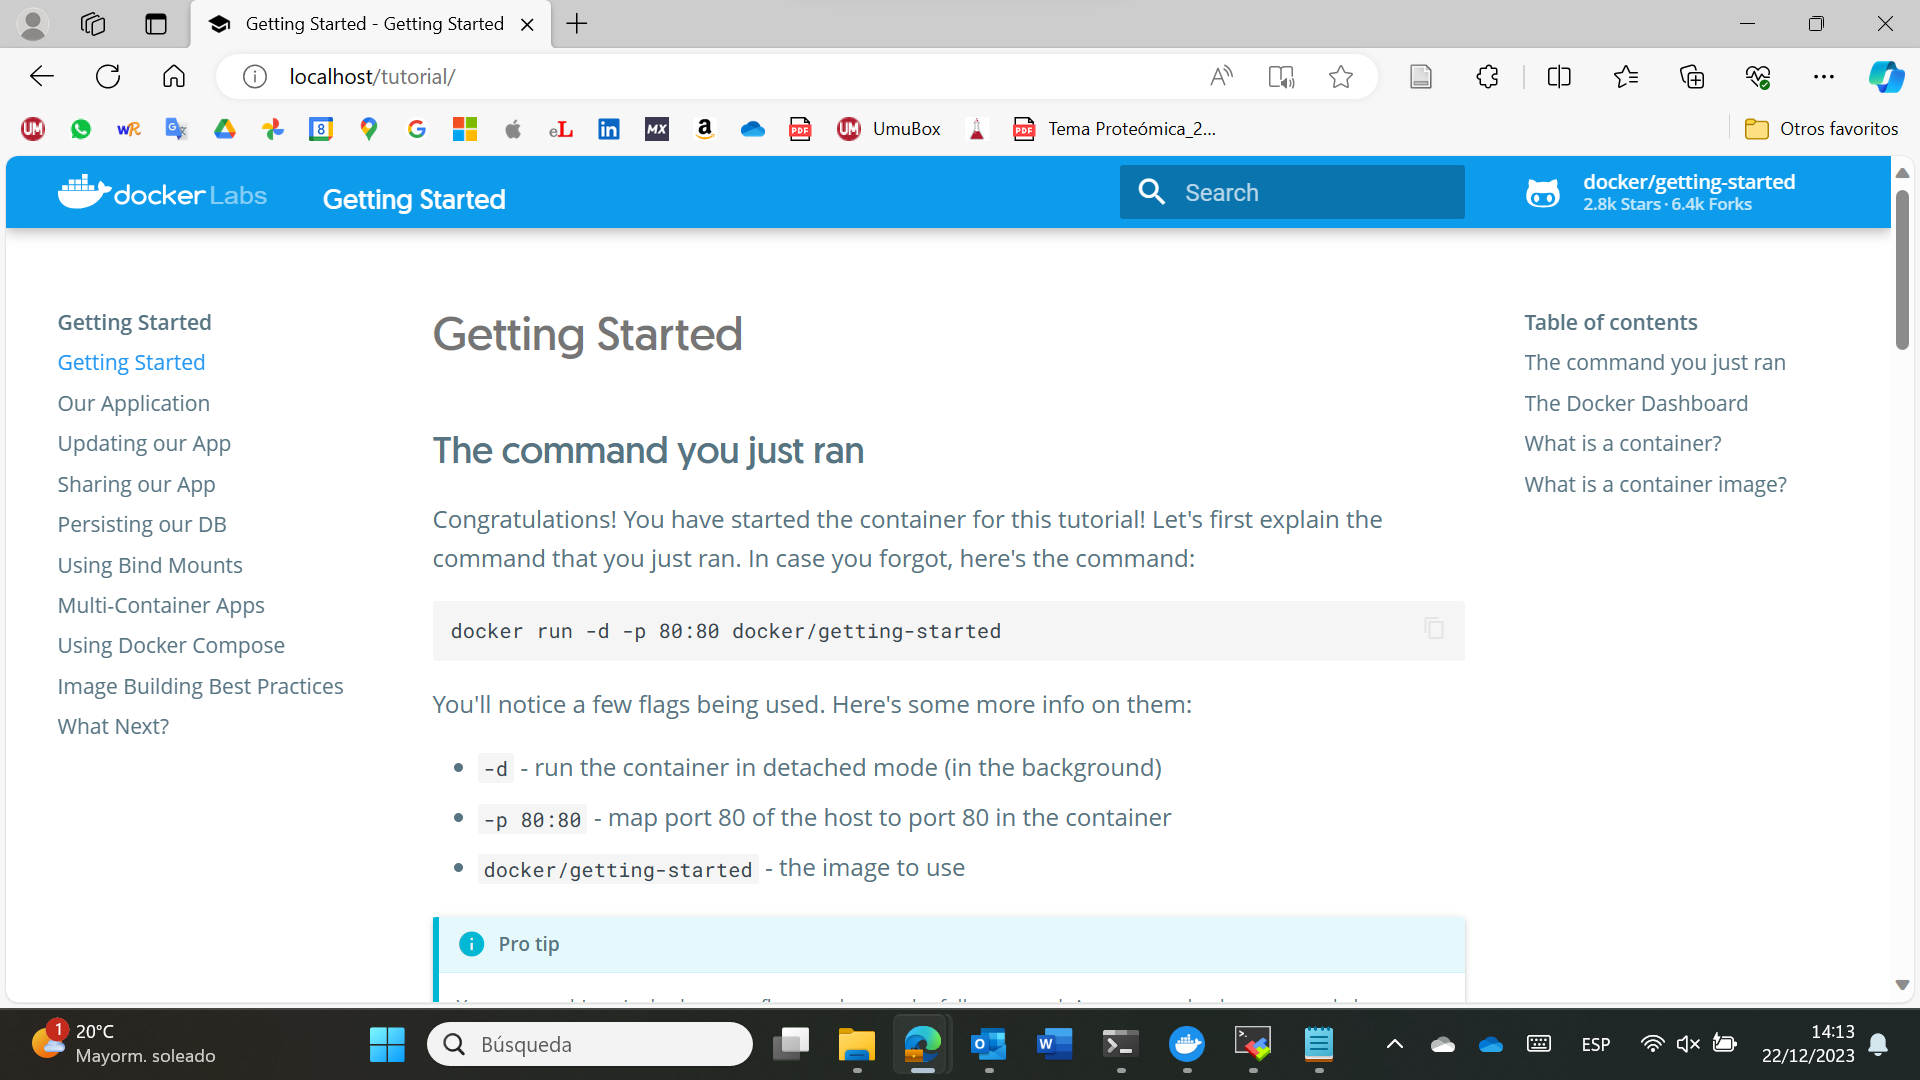 Getting Started - Getting Started
localhost/tutorial/
UmuBox
Tema Proteómica_2...
Otros favoritos
docker Labs
Getting Started
Search
docker/getting-started
2.8k Stars · 6.4k Forks
Getting Started
Getting Started
Our Application
Updating our App
Sharing our App
Persisting our DB
Using Bind Mounts
Multi-Container Apps
Using Docker Compose
Image Building Best Practices
What Next?
Getting Started
The command you just ran
Congratulations! You have started the container for this tutorial! Let's first explain the
command that you just ran. In case you forgot, here's the command:
docker run -d -p 80:80 docker/getting-started
You'll notice a few flags being used. Here's some more info on them:
-d - run the container in detached mode (in the background)
-p 80:80 - map port 80 of the host to port 80 in the container
docker/getting-started - the image to use
Pro tip
Table of contents
The command you just ran
The Docker Dashboard
What is a container?
What is a container image?
1
20°C
Mayorm. soleado
Búsqueda
ESP
14:13
22/12/2023